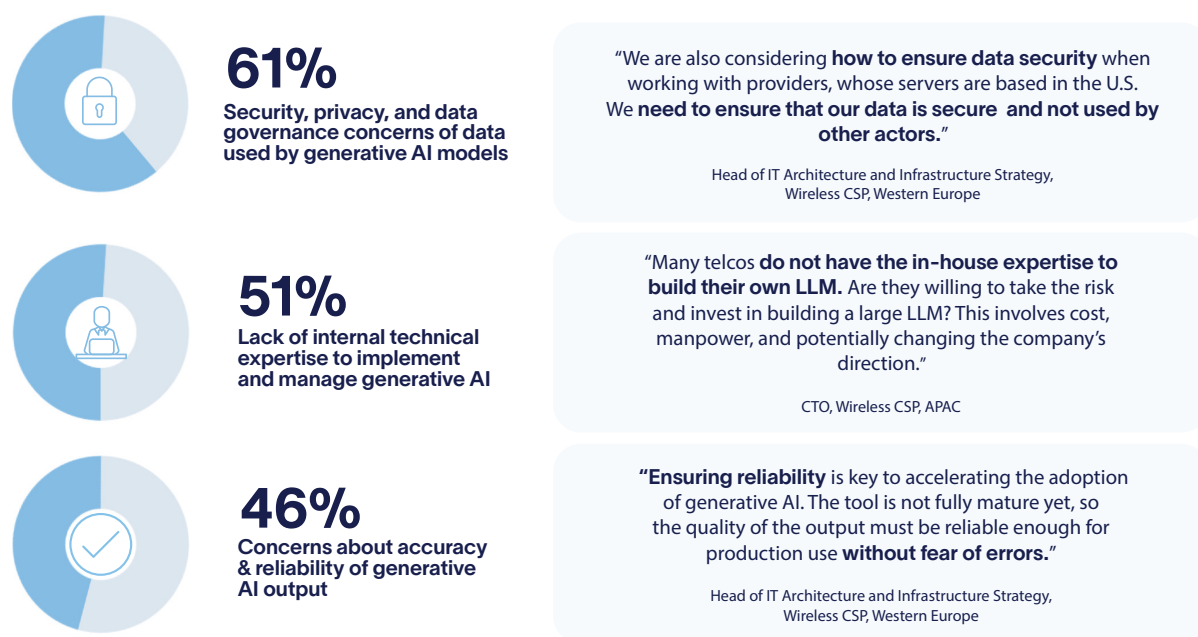 61%
Security, privacy, and data
governance concerns of data
used by generative AI models
“We are also considering how to ensure data security when
working with providers, whose servers are based in the U.S.
We need to ensure that our data is secure and not used by
other actors.”
Head of IT Architecture and Infrastructure Strategy,
Wireless CSP, Western Europe
51%
Lack of internal technical
expertise to implement
and manage generative AI
“Many telcos do not have the in-house expertise to
build their own LLM. Are they willing to take the risk
and invest in building a large LLM? This involves cost,
manpower, and potentially changing the company’s
direction.”
CTO, Wireless CSP, APAC
46%
Concerns about accuracy
& reliability of generative
AI output
“Ensuring reliability is key to accelerating the adoption
of generative AI. The tool is not fully mature yet, so
the quality of the output must be reliable enough for
production use without fear of errors.”
Head of IT Architecture and Infrastructure Strategy,
Wireless CSP, Western Europe